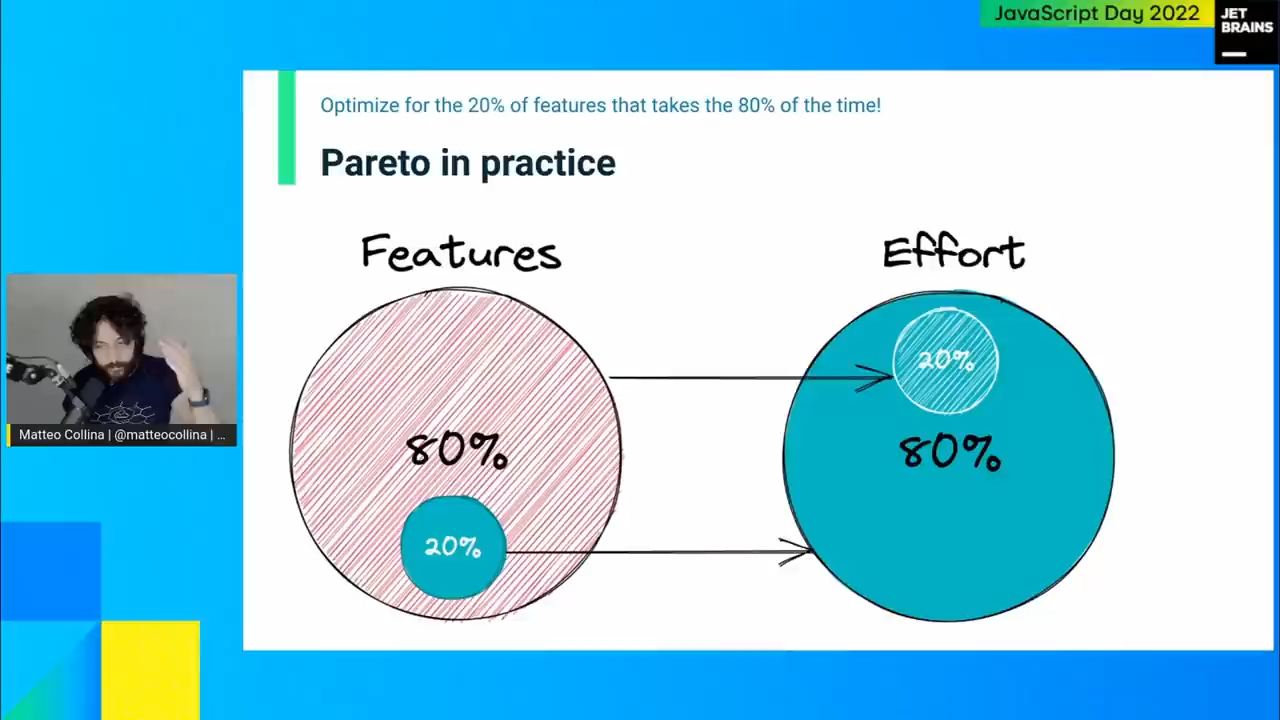 JavaScript Day 2022
JET
BRAINS
Optimize for the 20% of features that takes the 80% of the time!
Pareto in practice
Features
Effort
20%
80%
80%
20%
Matteo Collina | @matteocollina | ...